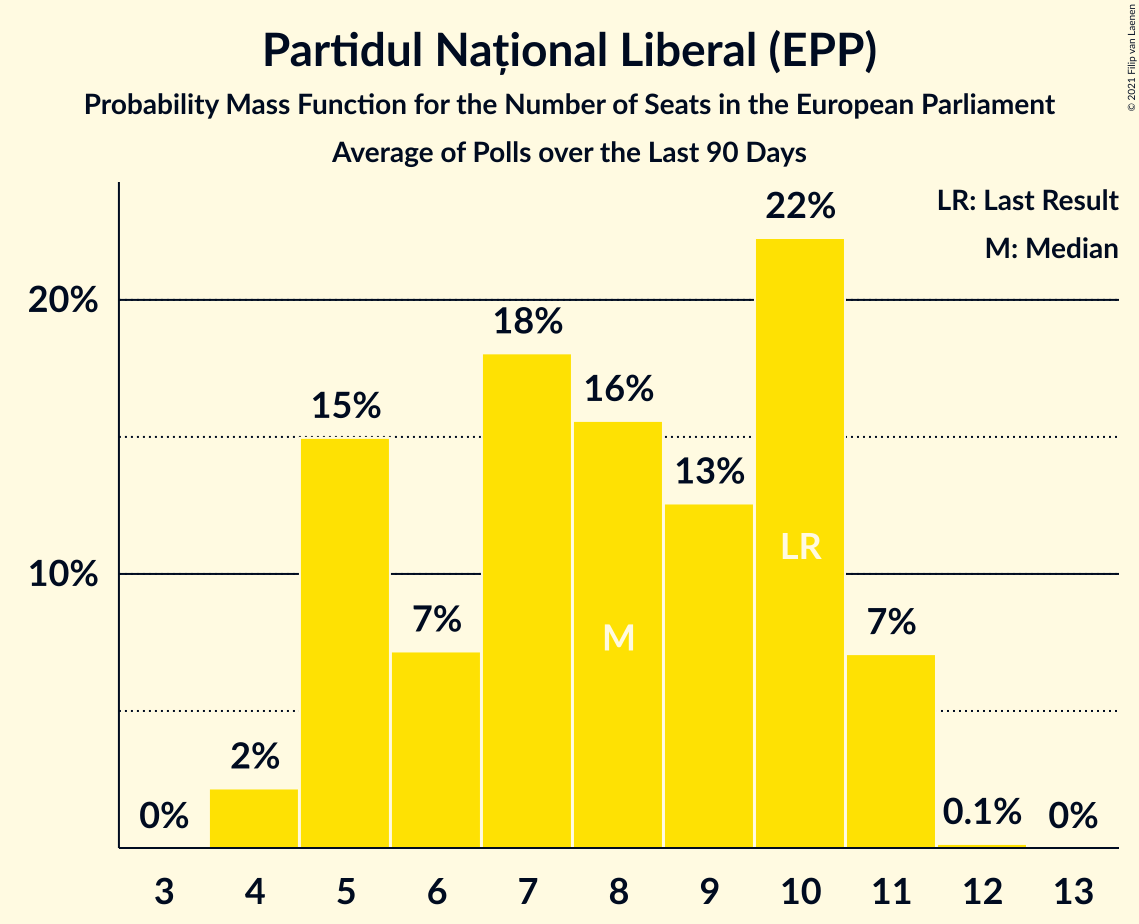 Partidul Național Liberal (EPP)
Probability Mass Function for the Number of Seats in the European Parliament
Average of Polls over the Last 90 Days
© 2021 Filip van Laenen
LR: Last Result
M: Median
22%
20%
18%
16%
15%
13%
LR
10%
7%
7%
M
2%
0%
0.1%
0%
3 4 5 6 7 8 9 10 11 12 13